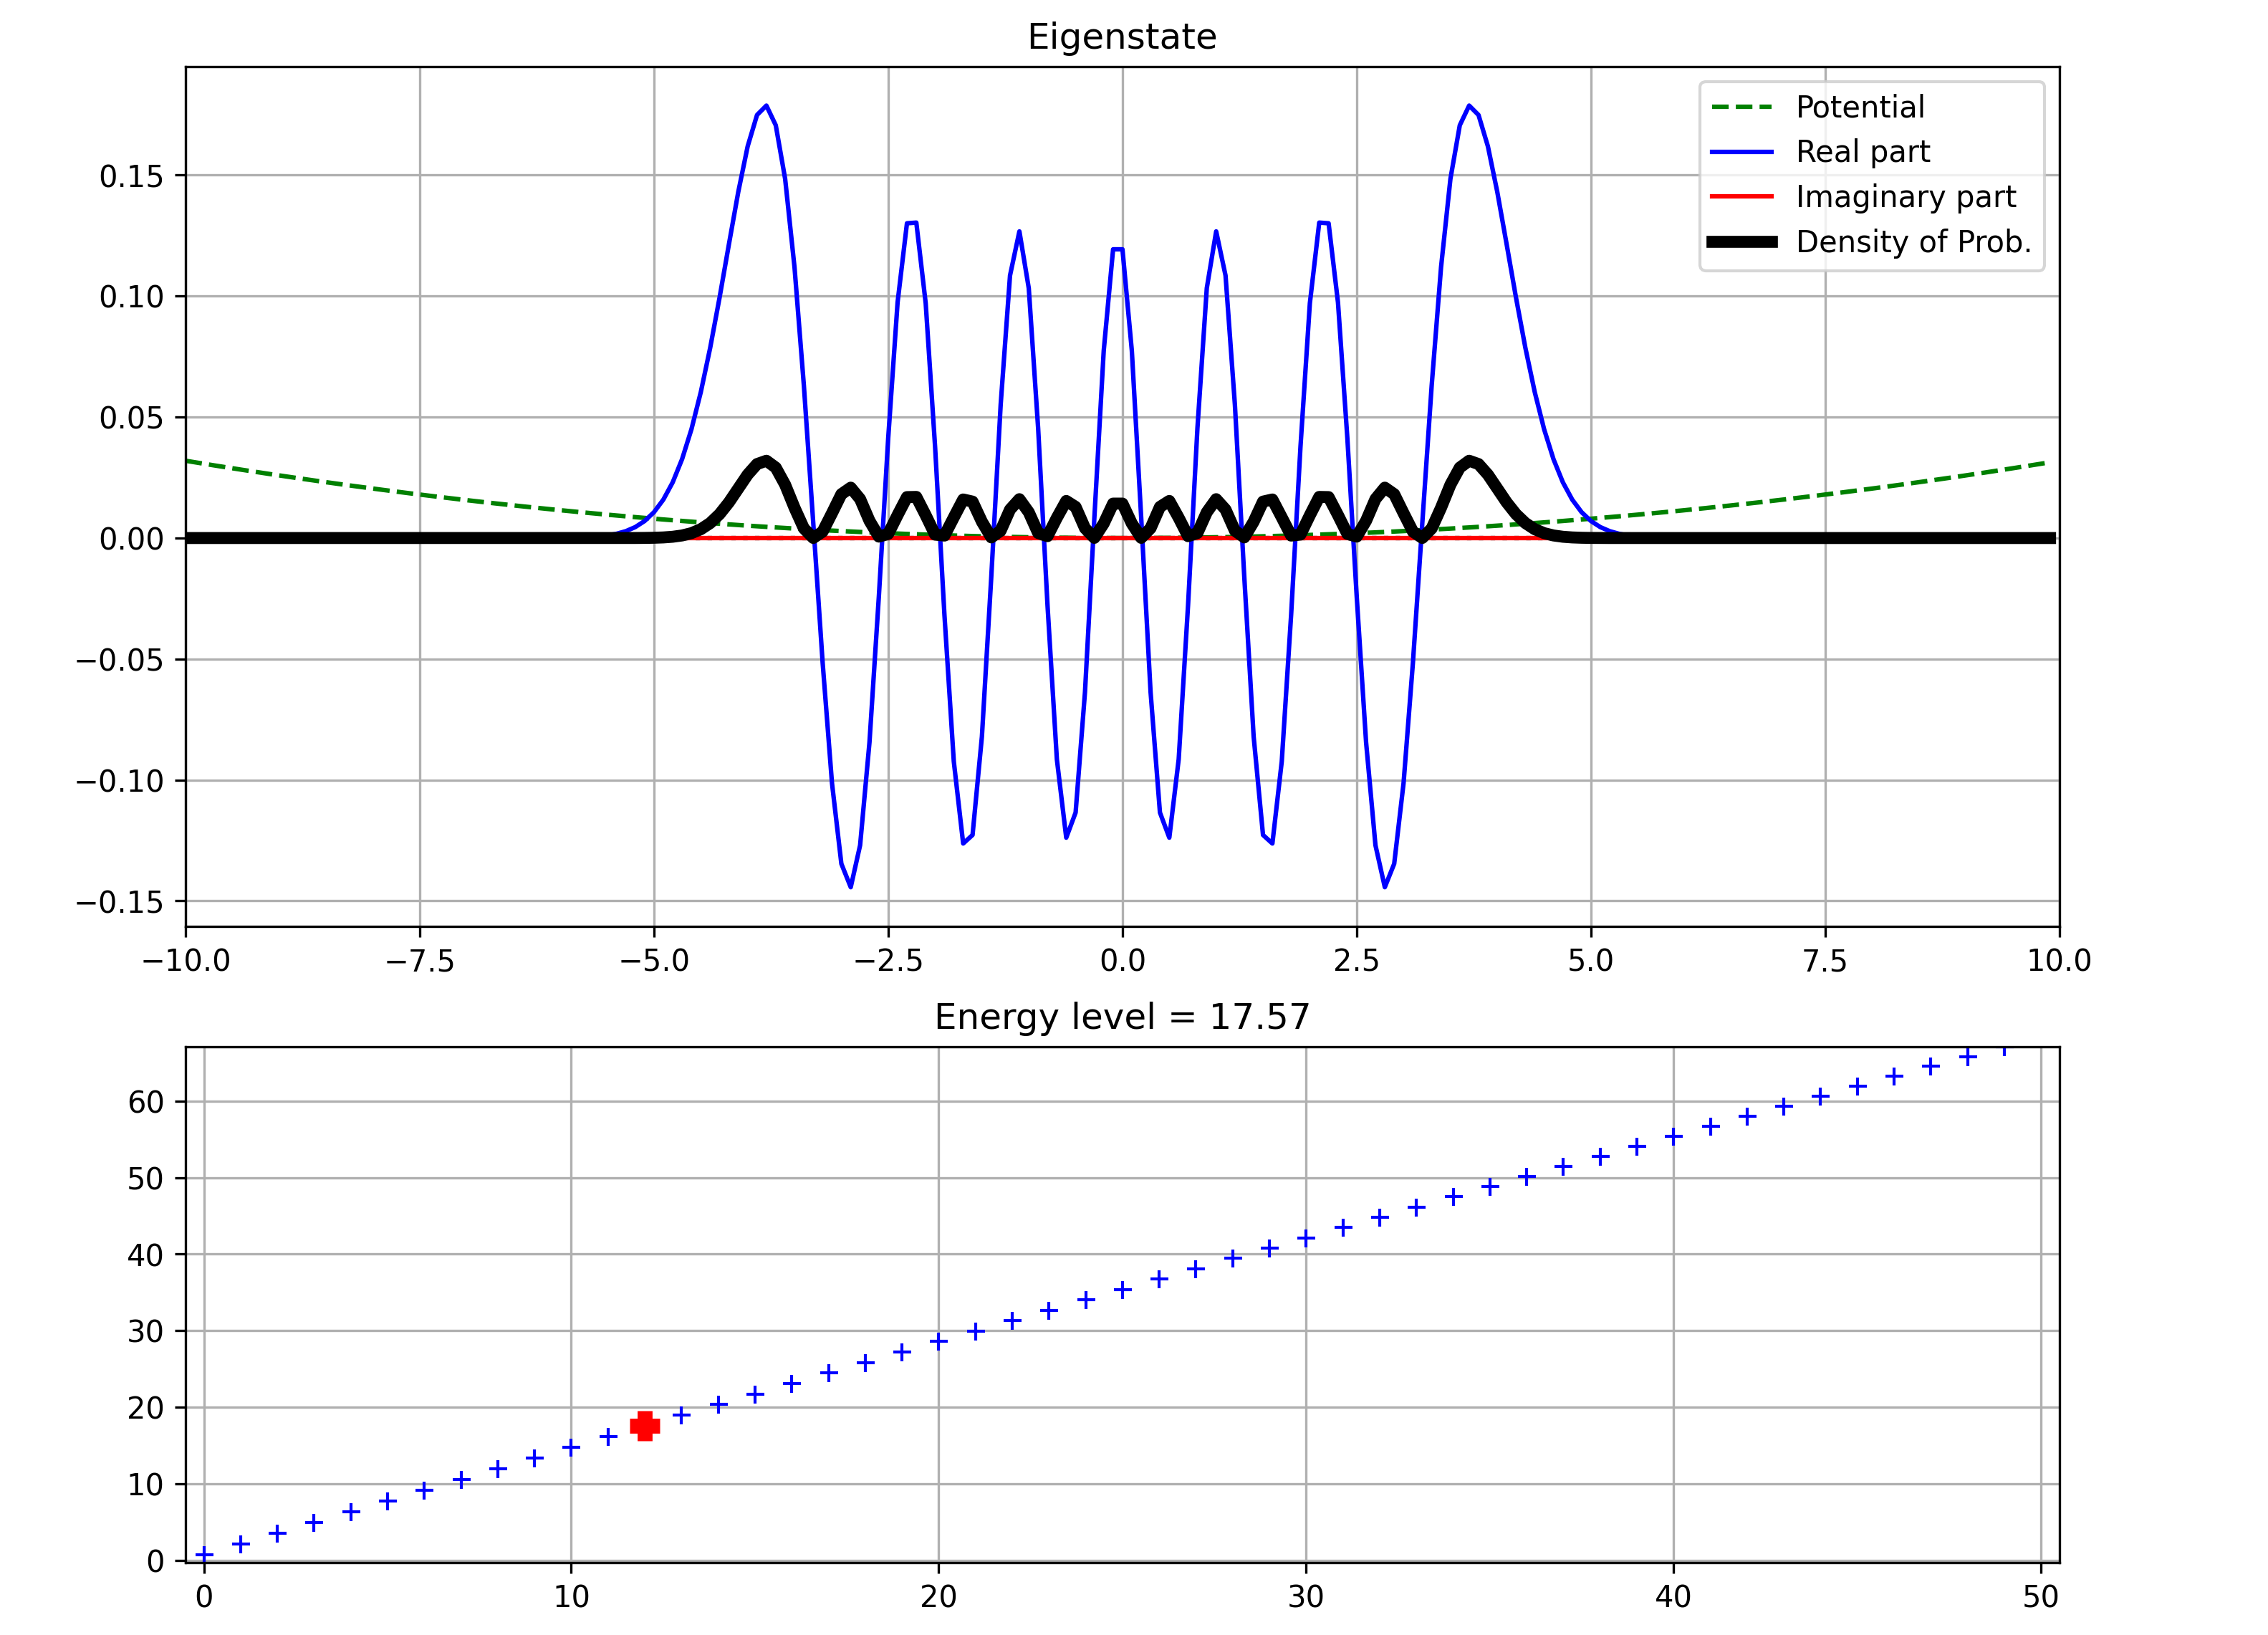 Eigenstate
Potential
Real part
Imaginary part
Density of Prob.
0.15
0.10
0.05
0.00
−0.05
−0.10
−0.15
−10.0 −7.5 −5.0 −2.5 0.0 2.5 5.0 7.5 10.0
Energy level = 17.57
60
50
40
30
20
10
0
0 10 20 30 40 50